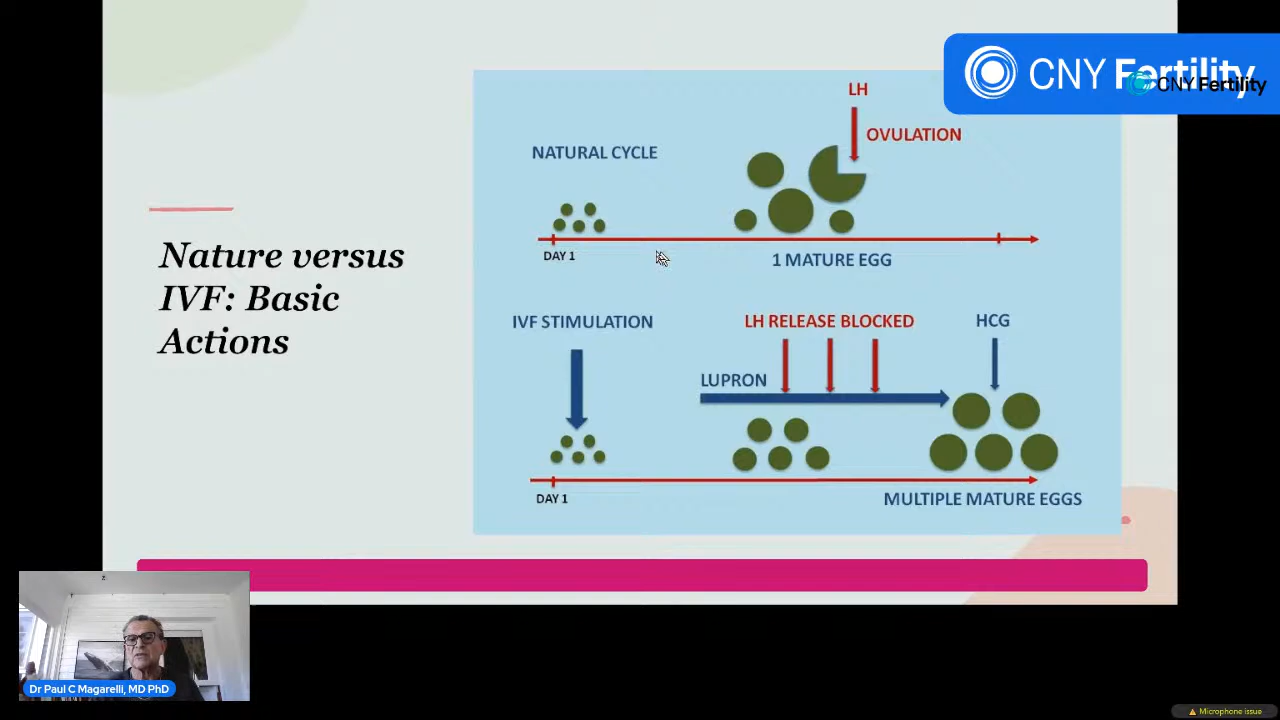 CNY Fertility
CNY Fertility
LH
OVULATION
NATURAL CYCLE
DAY 1
1 MATURE EGG
Nature versus
IVF: Basic
Actions
IVF STIMULATION
LH RELEASE BLOCKED
HCG
LUPRON
DAY 1
MULTIPLE MATURE EGGS
Dr Paul C Magarelli, MD PhD
Microphone issue